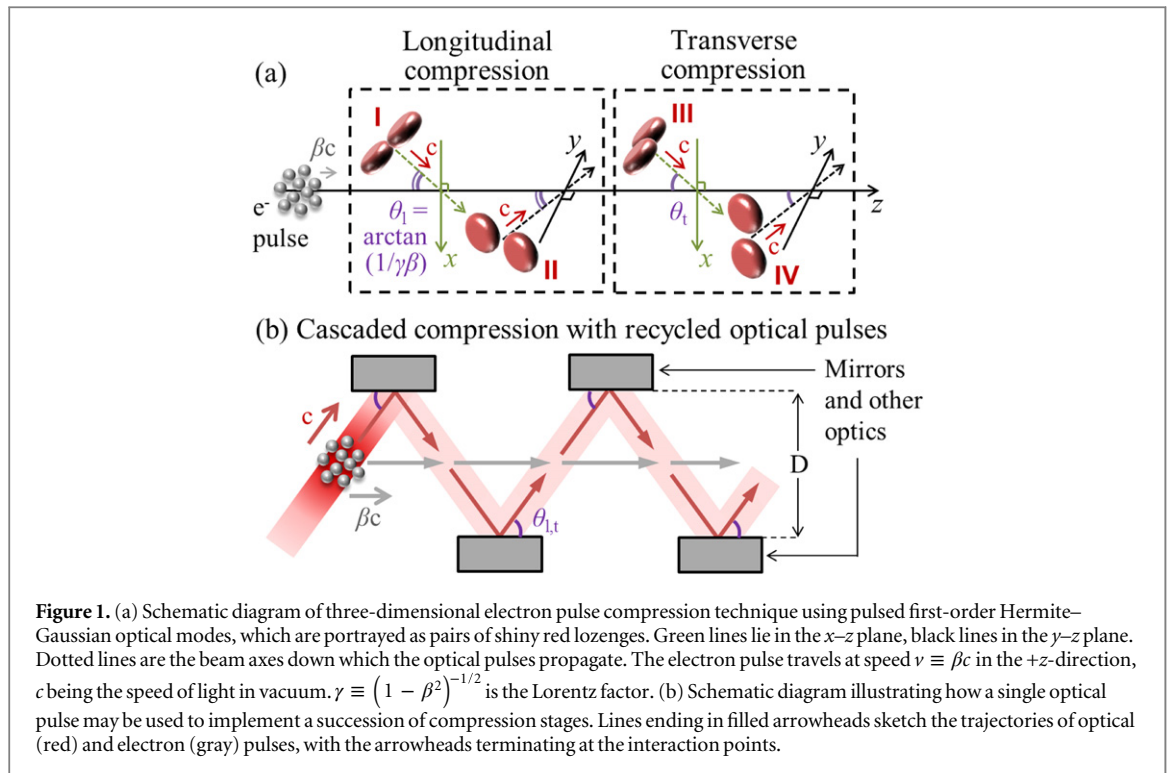 Longitudinal
compression
Transverse
compression
(a)
I
c
βc
e⁻
pulse
θₗ =
arctan
(1/γβ)
x
c
y
II
III
c
θₜ
x
c
y
IV
z
(b) Cascaded compression with recycled optical pulses
c
βc
θₗ,ₜ
D
Mirrors
and other
optics
Figure 1. (a) Schematic diagram of three-dimensional electron pulse compression technique using pulsed first-order Hermite–
Gaussian optical modes, which are portrayed as pairs of shiny red lozenges. Green lines lie in the x–z plane, black lines in the y–z plane.
Dotted lines are the beam axes down which the optical pulses propagate. The electron pulse travels at speed v ≡ βc in the +z-direction,
c being the speed of light in vacuum. γ ≡ (1 − β²)^−1/2 is the Lorentz factor. (b) Schematic diagram illustrating how a single optical
pulse may be used to implement a succession of compression stages. Lines ending in filled arrowheads sketch the trajectories of optical
(red) and electron (gray) pulses, with the arrowheads terminating at the interaction points.